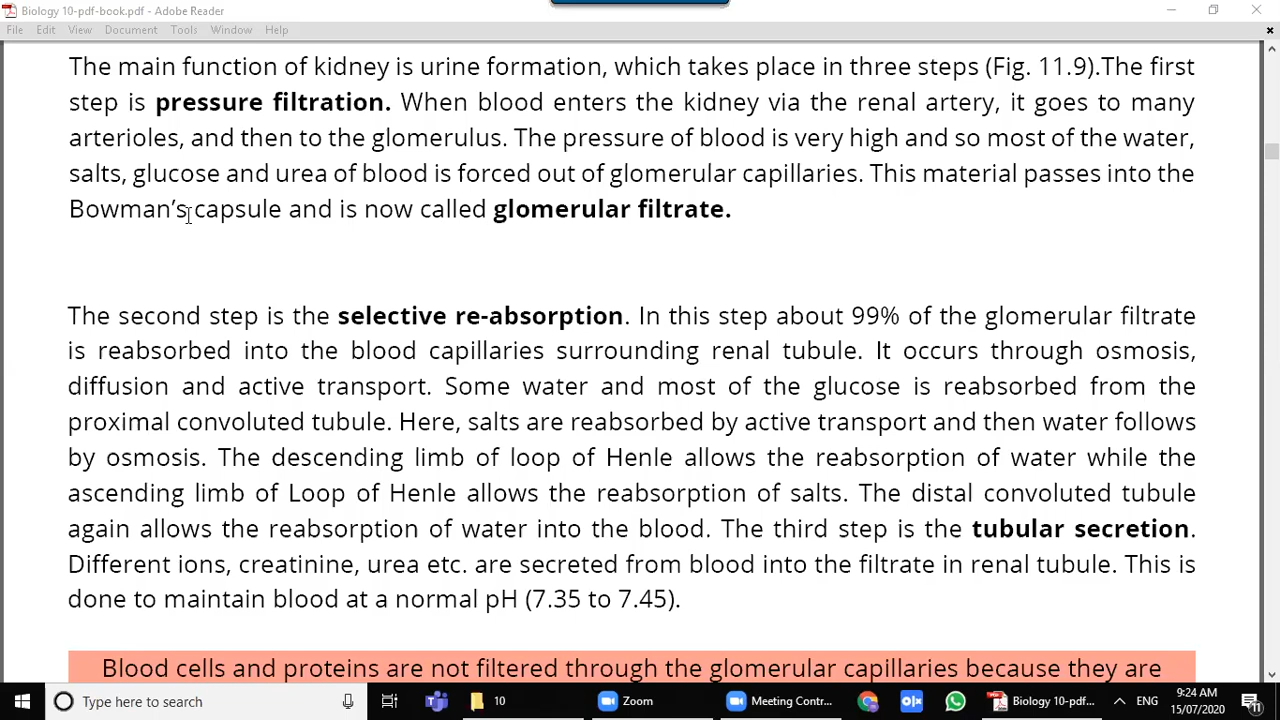 Biology 10-pdf-book.pdf - Adobe Reader
File Edit View Document Tools Window Help
The main function of kidney is urine formation, which takes place in three steps (Fig. 11.9).The first
step is pressure filtration. When blood enters the kidney via the renal artery, it goes to many
arterioles, and then to the glomerulus. The pressure of blood is very high and so most of the water,
salts, glucose and urea of blood is forced out of glomerular capillaries. This material passes into the
Bowman’s capsule and is now called glomerular filtrate.
The second step is the selective re-absorption. In this step about 99% of the glomerular filtrate
is reabsorbed into the blood capillaries surrounding renal tubule. It occurs through osmosis,
diffusion and active transport. Some water and most of the glucose is reabsorbed from the
proximal convoluted tubule. Here, salts are reabsorbed by active transport and then water follows
by osmosis. The descending limb of loop of Henle allows the reabsorption of water while the
ascending limb of Loop of Henle allows the reabsorption of salts. The distal convoluted tubule
again allows the reabsorption of water into the blood. The third step is the tubular secretion.
Different ions, creatinine, urea etc. are secreted from blood into the filtrate in renal tubule. This is
done to maintain blood at a normal pH (7.35 to 7.45).
Blood cells and proteins are not filtered through the glomerular capillaries because they are
Type here to search 10 Zoom Meeting Contr... Biology 10-pdf-bo... ENG 9:24 AM
15/07/2020 11